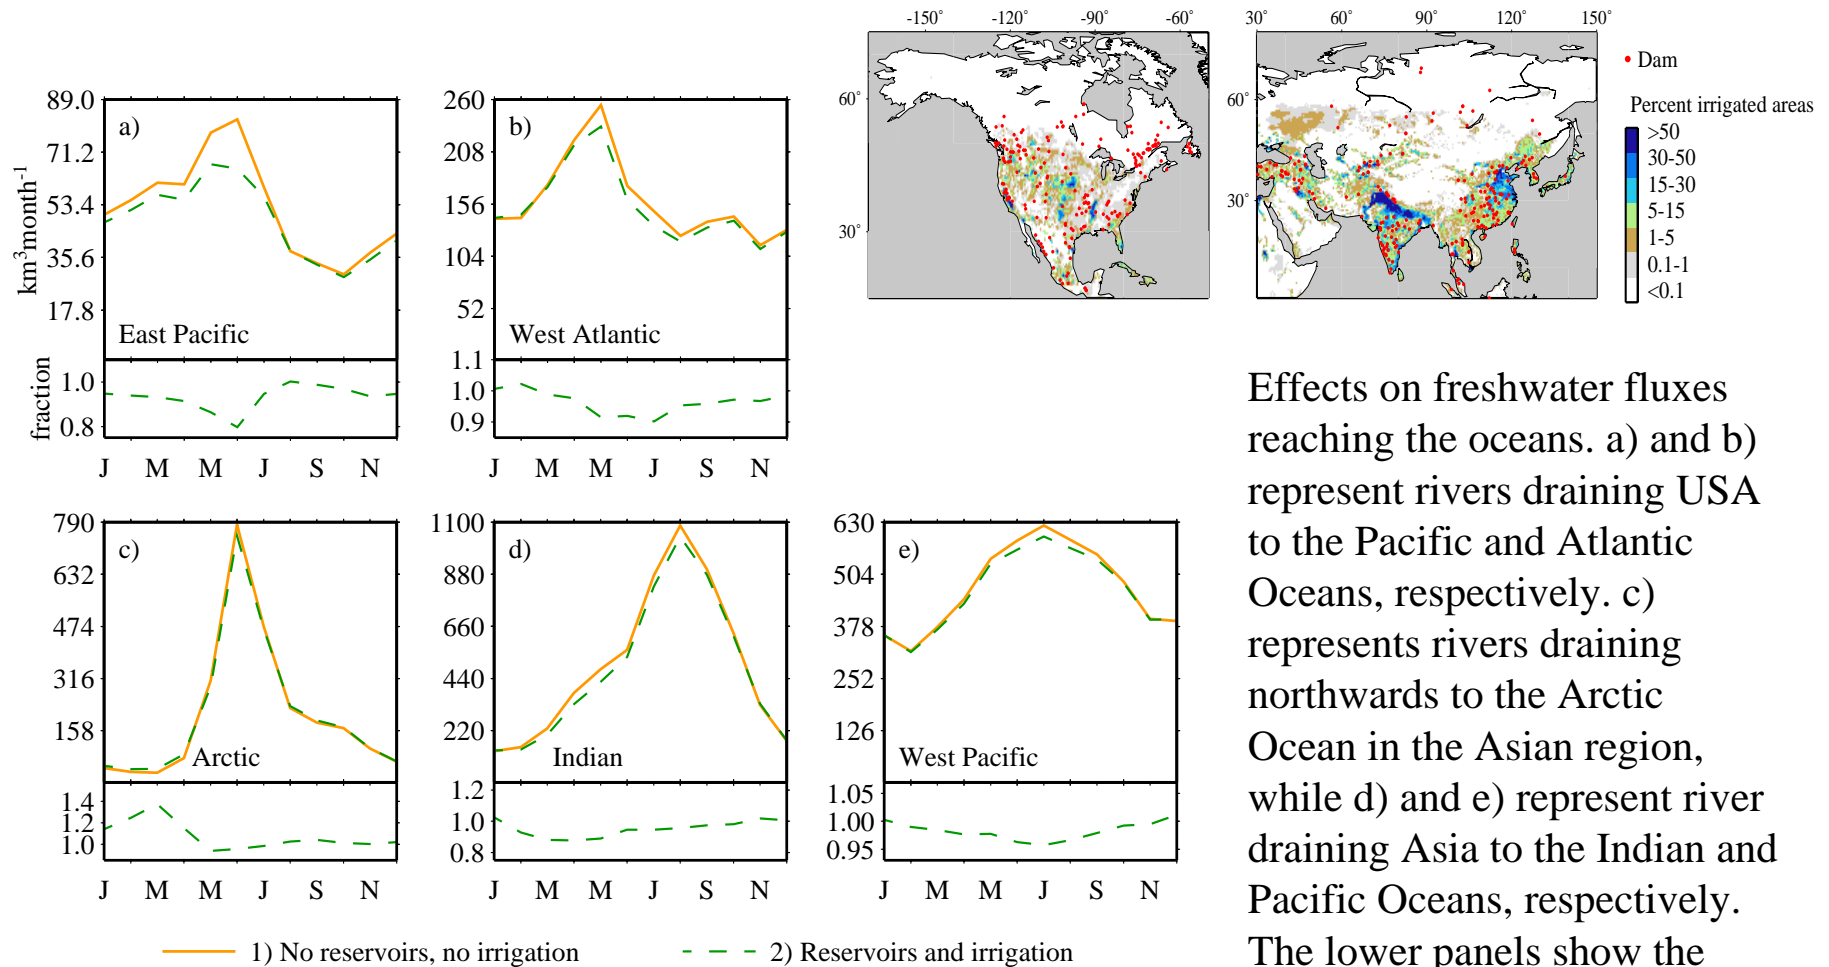 -150° -120° -90° -60°
30° 60° 90° 120° 150°
60°
30°
60°
30°
Dam
Percent irrigated areas
>50
30-50
15-30
5-15
1-5
0.1-1
<0.1
km³month⁻¹
89.0
71.2
53.4
35.6
17.8
a)
East Pacific
fraction
1.0
0.8
J M M J S N
260
208
156
104
52
b)
West Atlantic
1.1
1.0
0.9
J M M J S N
790
632
474
316
158
c)
Arctic
1.4
1.2
1.0
J M M J S N
1100
880
660
440
220
d)
Indian
1.2
1.0
0.8
J M M J S N
630
504
378
252
126
e)
West Pacific
1.05
1.00
0.95
J M M J S N
1) No reservoirs, no irrigation
2) Reservoirs and irrigation
Effects on freshwater fluxes
reaching the oceans. a) and b)
represent rivers draining USA
to the Pacific and Atlantic
Oceans, respectively. c)
represents rivers draining
northwards to the Arctic
Ocean in the Asian region,
while d) and e) represent river
draining Asia to the Indian and
Pacific Oceans, respectively.
The lower panels show the